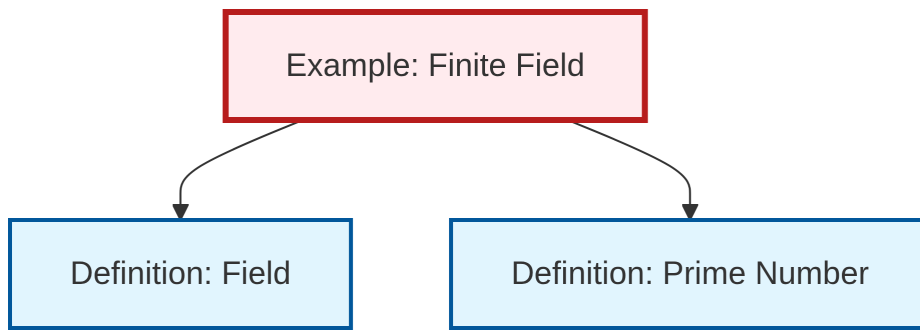 Example: Finite Field
Definition: Field
Definition: Prime Number